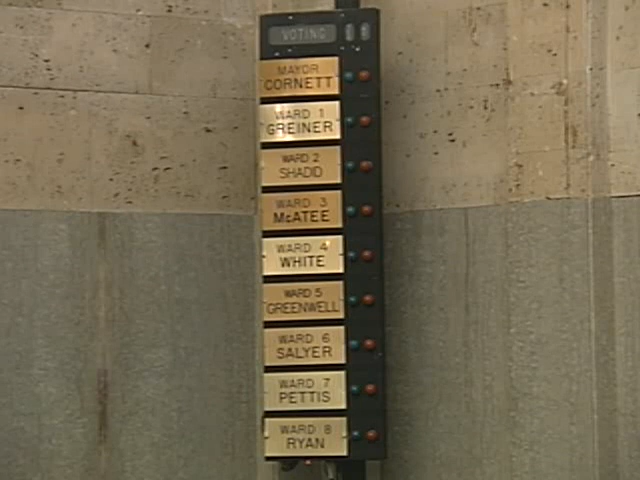 VOTING
MAYOR
CORNETT
WARD 1
GREINER
WARD 2
SHADID
WARD 3
McATEE
WARD 4
WHITE
WARD 5
GREENWELL
WARD 6
SALYER
WARD 7
PETTIS
WARD 8
RYAN